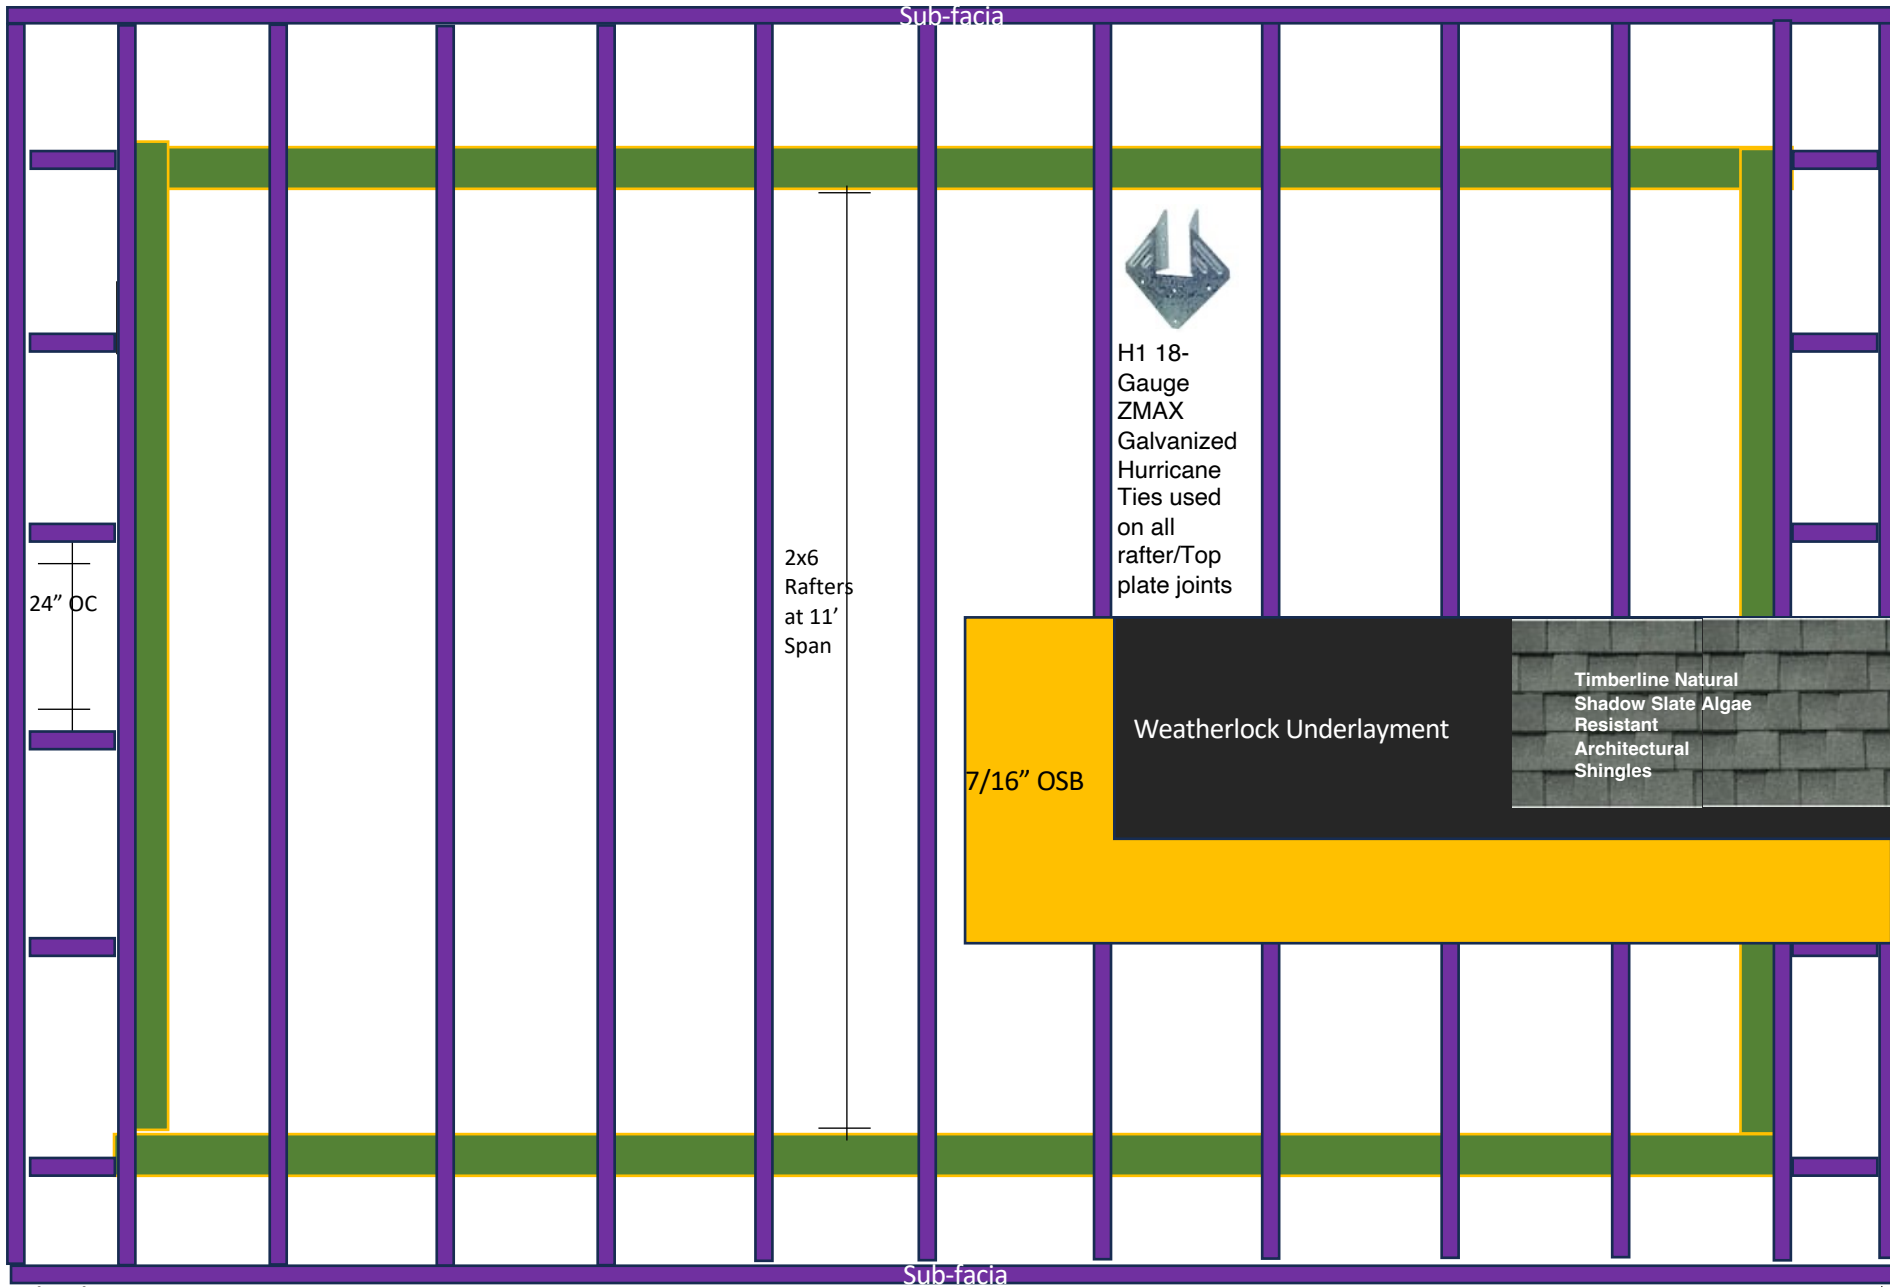 Sub-facia
H1 18-
Gauge
ZMAX
Galvanized
Hurricane
Ties used
on all
rafter/Top
plate joints
2x6
Rafters
at 11’
Span
24” OC
Timberline Natural
Shadow Slate Algae
Resistant
Architectural
Shingles
Weatherlock Underlayment
7/16” OSB
Sub-facia